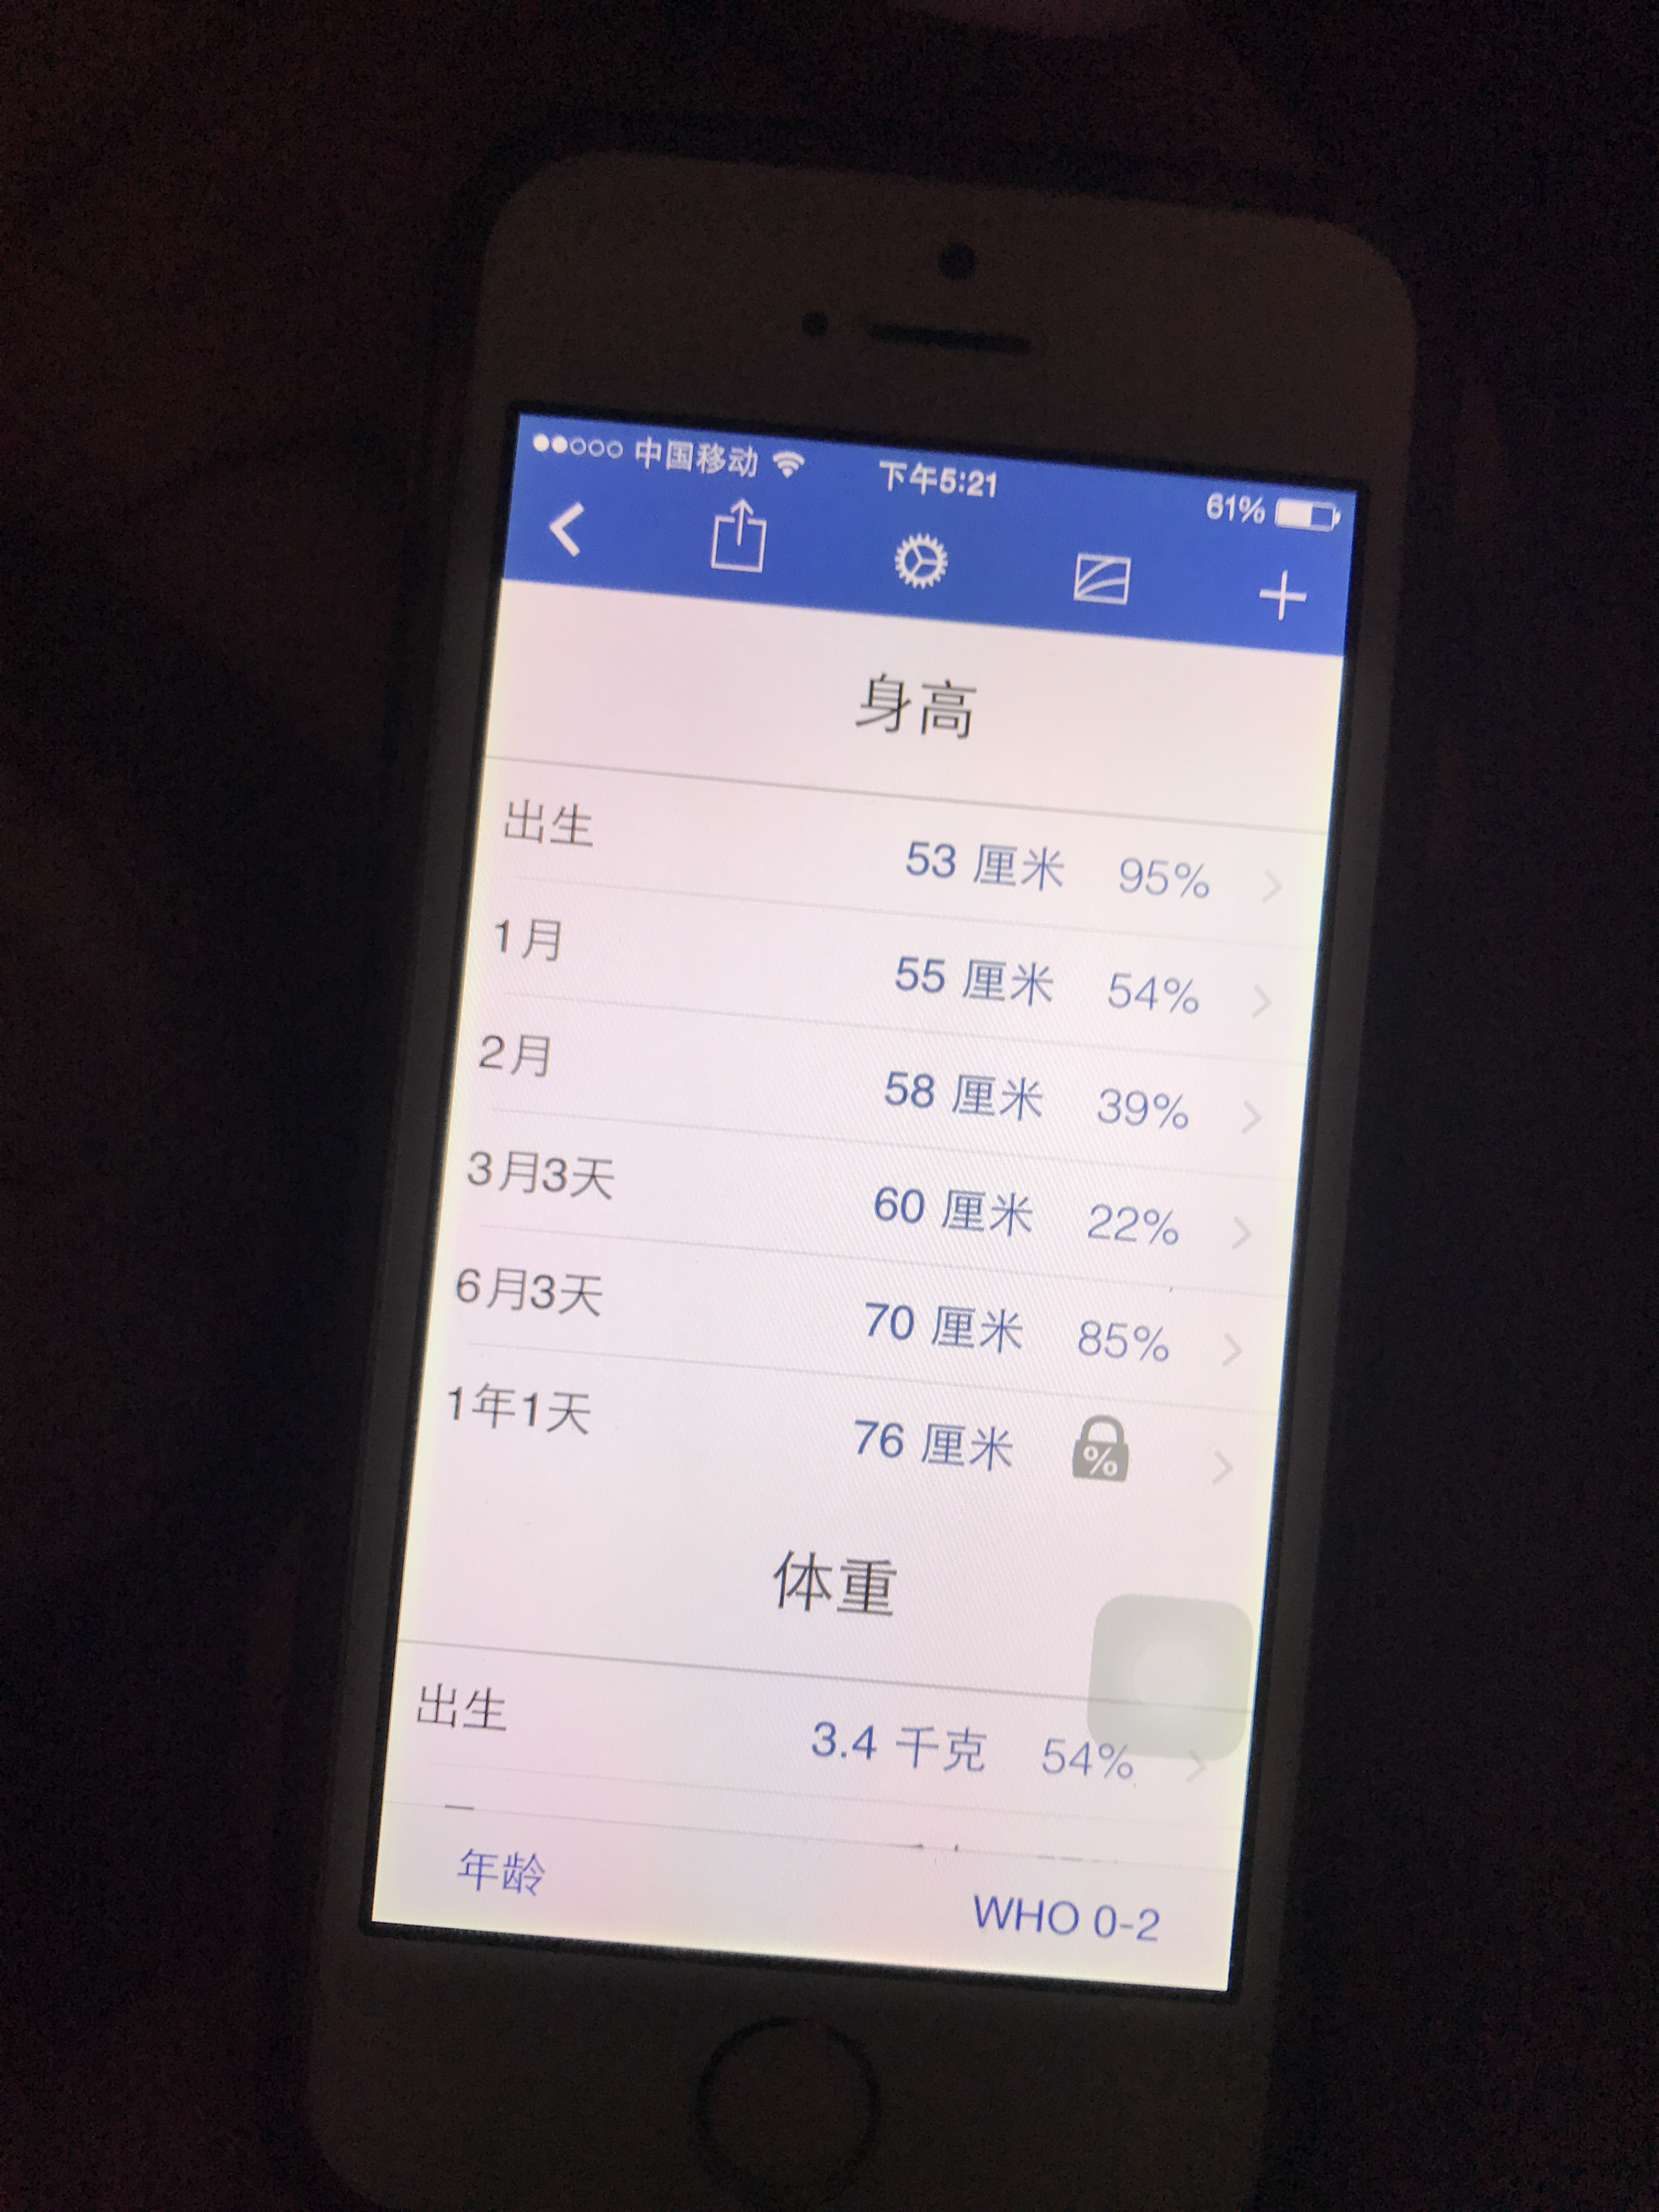 中国移动 下午5:21 61%
身高
出生 53 厘米 95%
1月 55 厘米 54%
2月 58 厘米 39%
3月3天 60 厘米 22%
6月3天 70 厘米 85%
1年1天 76 厘米 %
体重
出生 3.4 千克 54%
年龄 WHO 0-2